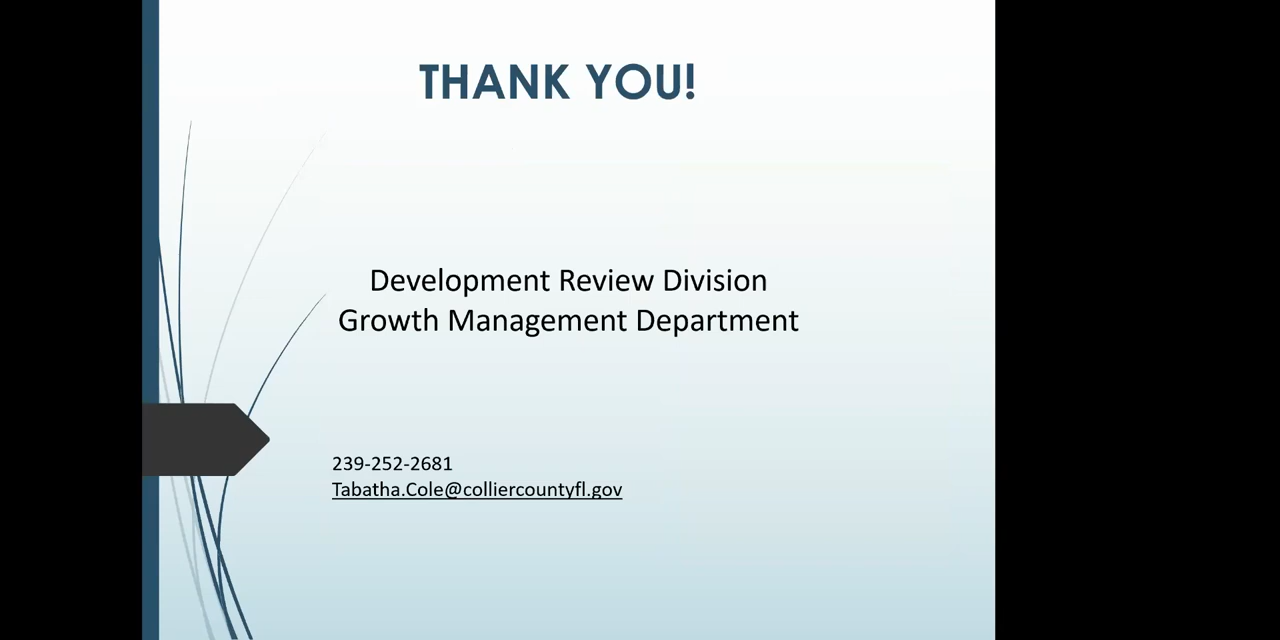 THANK YOU!
Development Review Division
Growth Management Department
239-252-2681
Tabatha.Cole@colliercountyfl.gov